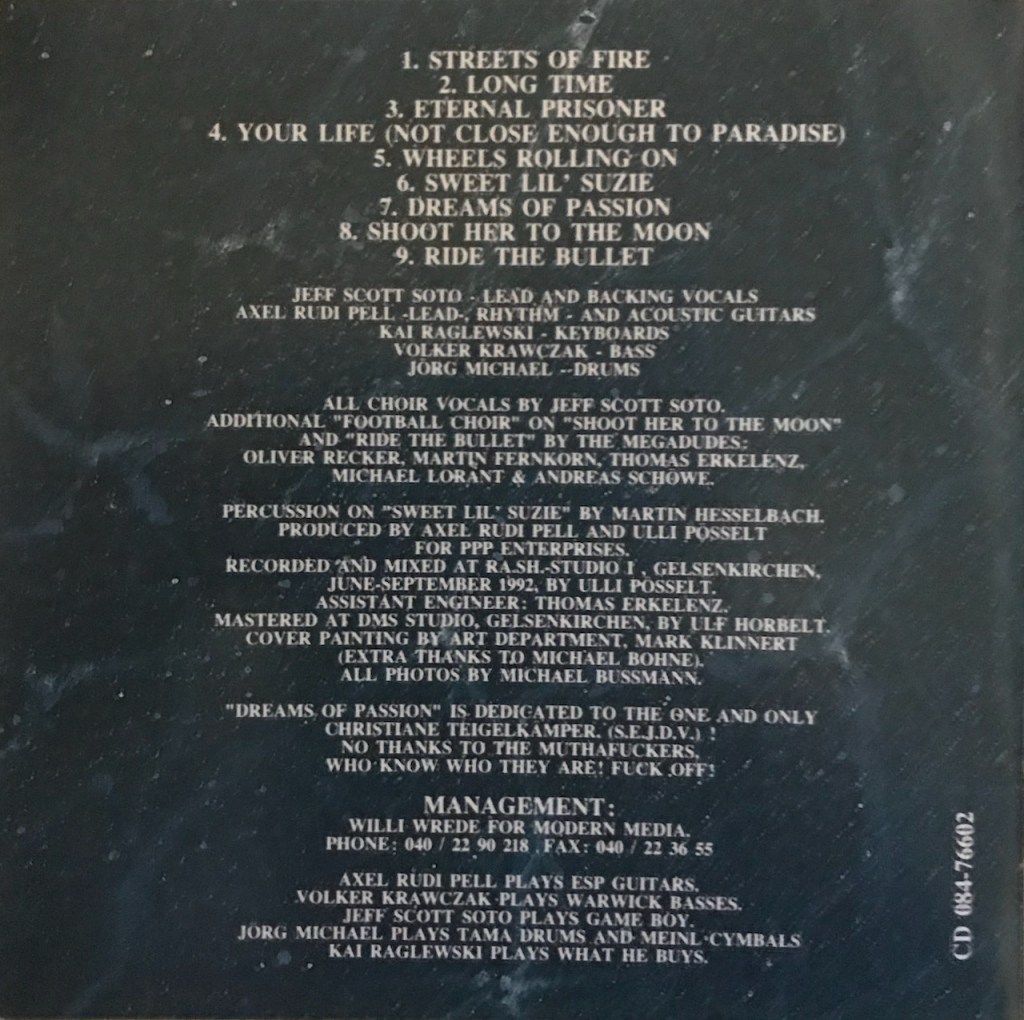 1. STREETS OF FIRE
2. LONG TIME
3. ETERNAL PRISONER
4. YOUR LIFE (NOT CLOSE ENOUGH TO PARADISE)
5. WHEELS ROLLING ON
6. SWEET LIL' SUZIE
7. DREAMS OF PASSION
8. SHOOT HER TO THE MOON
9. RIDE THE BULLET
JEFF SCOTT SOTO - LEAD AND BACKING VOCALS
AXEL RUDI PELL -LEAD-, RHYTHM - AND ACOUSTIC GUITARS
KAI RAGLEWSKI - KEYBOARDS
VOLKER KRAWCZAK - BASS
JÖRG MICHAEL - DRUMS
ALL CHOIR VOCALS BY JEFF SCOTT SOTO.
ADDITIONAL "FOOTBALL CHOIR" ON "SHOOT HER TO THE MOON"
AND "RIDE THE BULLET" BY THE MEGADUDES:
OLIVER RECKER, MARTIN FERNKORN, THOMAS ERKELENZ,
MICHAEL LORANT & ANDREAS SCHÖWE.
PERCUSSION ON "SWEET LIL' SUZIE" BY MARTIN HESSELBACH.
PRODUCED BY AXEL RUDI PELL AND ULLI POSSELT
FOR PPP ENTERPRISES.
RECORDED AND MIXED AT RA.SH.-STUDIO 1 , GELSENKIRCHEN,
JUNE-SEPTEMBER 1992, BY ULLI POSSELT.
ASSISTANT ENGINEER: THOMAS ERKELENZ.
MASTERED AT DMS STUDIO, GELSENKIRCHEN, BY ULF HORBELT.
COVER PAINTING BY ART DEPARTMENT, MARK KLINNERT
(EXTRA THANKS TO MICHAEL BOHNE).
ALL PHOTOS BY MICHAEL BUSSMANN.
"DREAMS OF PASSION" IS DEDICATED TO THE ONE AND ONLY
CHRISTIANE TEIGELKÄMPER. (S.E.J.D.V.) !
NO THANKS TO THE MUTHAFUCKERS,
WHO KNOW WHO THEY ARE! FUCK OFF!
MANAGEMENT:
WILLI WREDE FOR MODERN MEDIA.
PHONE: 040 / 22 90 218 . FAX: 040 / 22 36 55
AXEL RUDI PELL PLAYS ESP GUITARS.
VOLKER KRAWCZAK PLAYS WARWICK BASSES.
JEFF SCOTT SOTO PLAYS GAME BOY.
JÖRG MICHAEL PLAYS TAMA DRUMS AND MEINL CYMBALS
KAI RAGLEWSKI PLAYS WHAT HE BUYS.
CD 084-76602